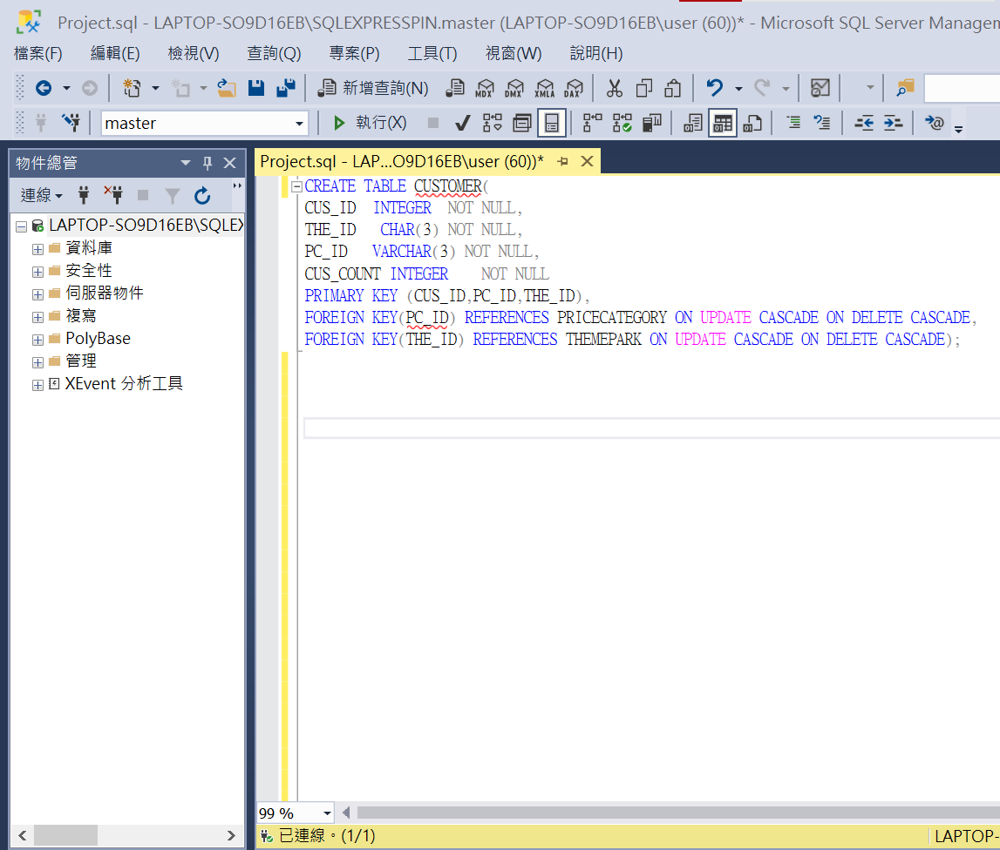 Project.sql - LAPTOP-SO9D16EB\SQLEXPRESSPIN.master (LAPTOP-SO9D16EB\user (60))* - Microsoft SQL Server Managem
檔案(F) 編輯(E) 檢視(V) 查詢(Q) 專案(P) 工具(T) 視窗(W) 說明(H)
新增查詢(N) MDX DMX XMLA DAX
master 執行(X)
物件總管
Project.sql - LAP...O9D16EB\user (60))*
連線
LAPTOP-SO9D16EB\SQLEX
資料庫
安全性
伺服器物件
複寫
PolyBase
管理
XEvent 分析工具
CREATE TABLE CUSTOMER(
CUS_ID INTEGER NOT NULL,
THE_ID CHAR(3) NOT NULL,
PC_ID VARCHAR(3) NOT NULL,
CUS_COUNT INTEGER NOT NULL
PRIMARY KEY (CUS_ID,PC_ID,THE_ID),
FOREIGN KEY(PC_ID) REFERENCES PRICECATEGORY ON UPDATE CASCADE ON DELETE CASCADE,
FOREIGN KEY(THE_ID) REFERENCES THEMEPARK ON UPDATE CASCADE ON DELETE CASCADE);
99 %
已連線。(1/1) LAPTOP-